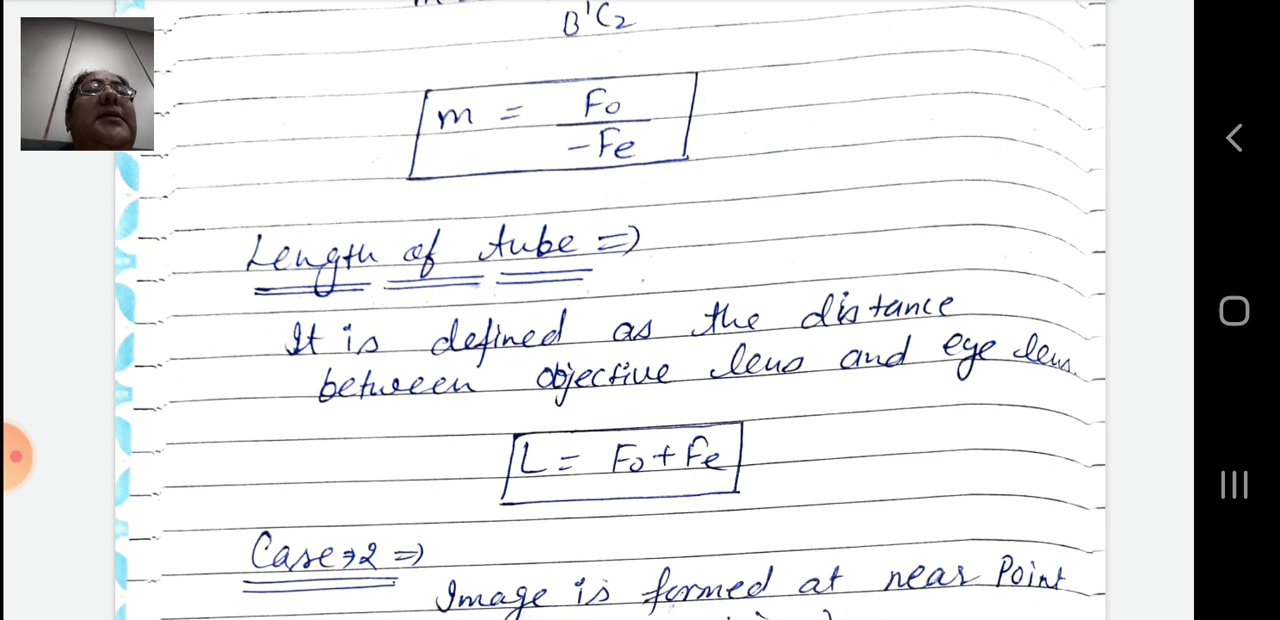 B'C2
m = Fo
-Fe
Length of tube =>
It is defined as the distance
between objective lens and eye lens.
L = Fo + Fe
Case→2 =>
Image is formed at near Point